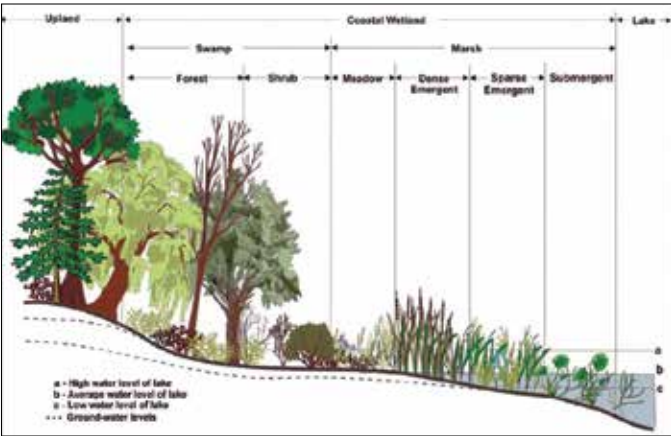 Upland Coastal Wetland Lake
Swamp Marsh
Forest Shrub Meadow Dense Emergent Sparse Emergent Submergent
a
b
c
a - High water level of lake
b - Average water level of lake
c - Low water level of lake
--- Ground-water levels